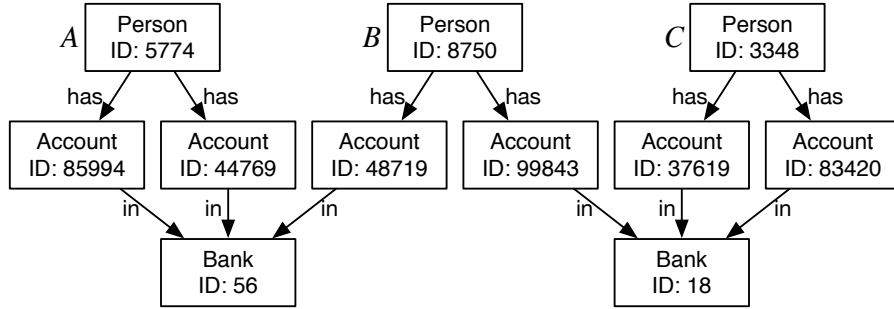 A
Person
ID: 5774
B
Person
ID: 8750
C
Person
ID: 3348
has
has
has
has
has
has
Account
ID: 85994
Account
ID: 44769
Account
ID: 48719
Account
ID: 99843
Account
ID: 37619
Account
ID: 83420
in
in
in
in
in
in
Bank
ID: 56
Bank
ID: 18